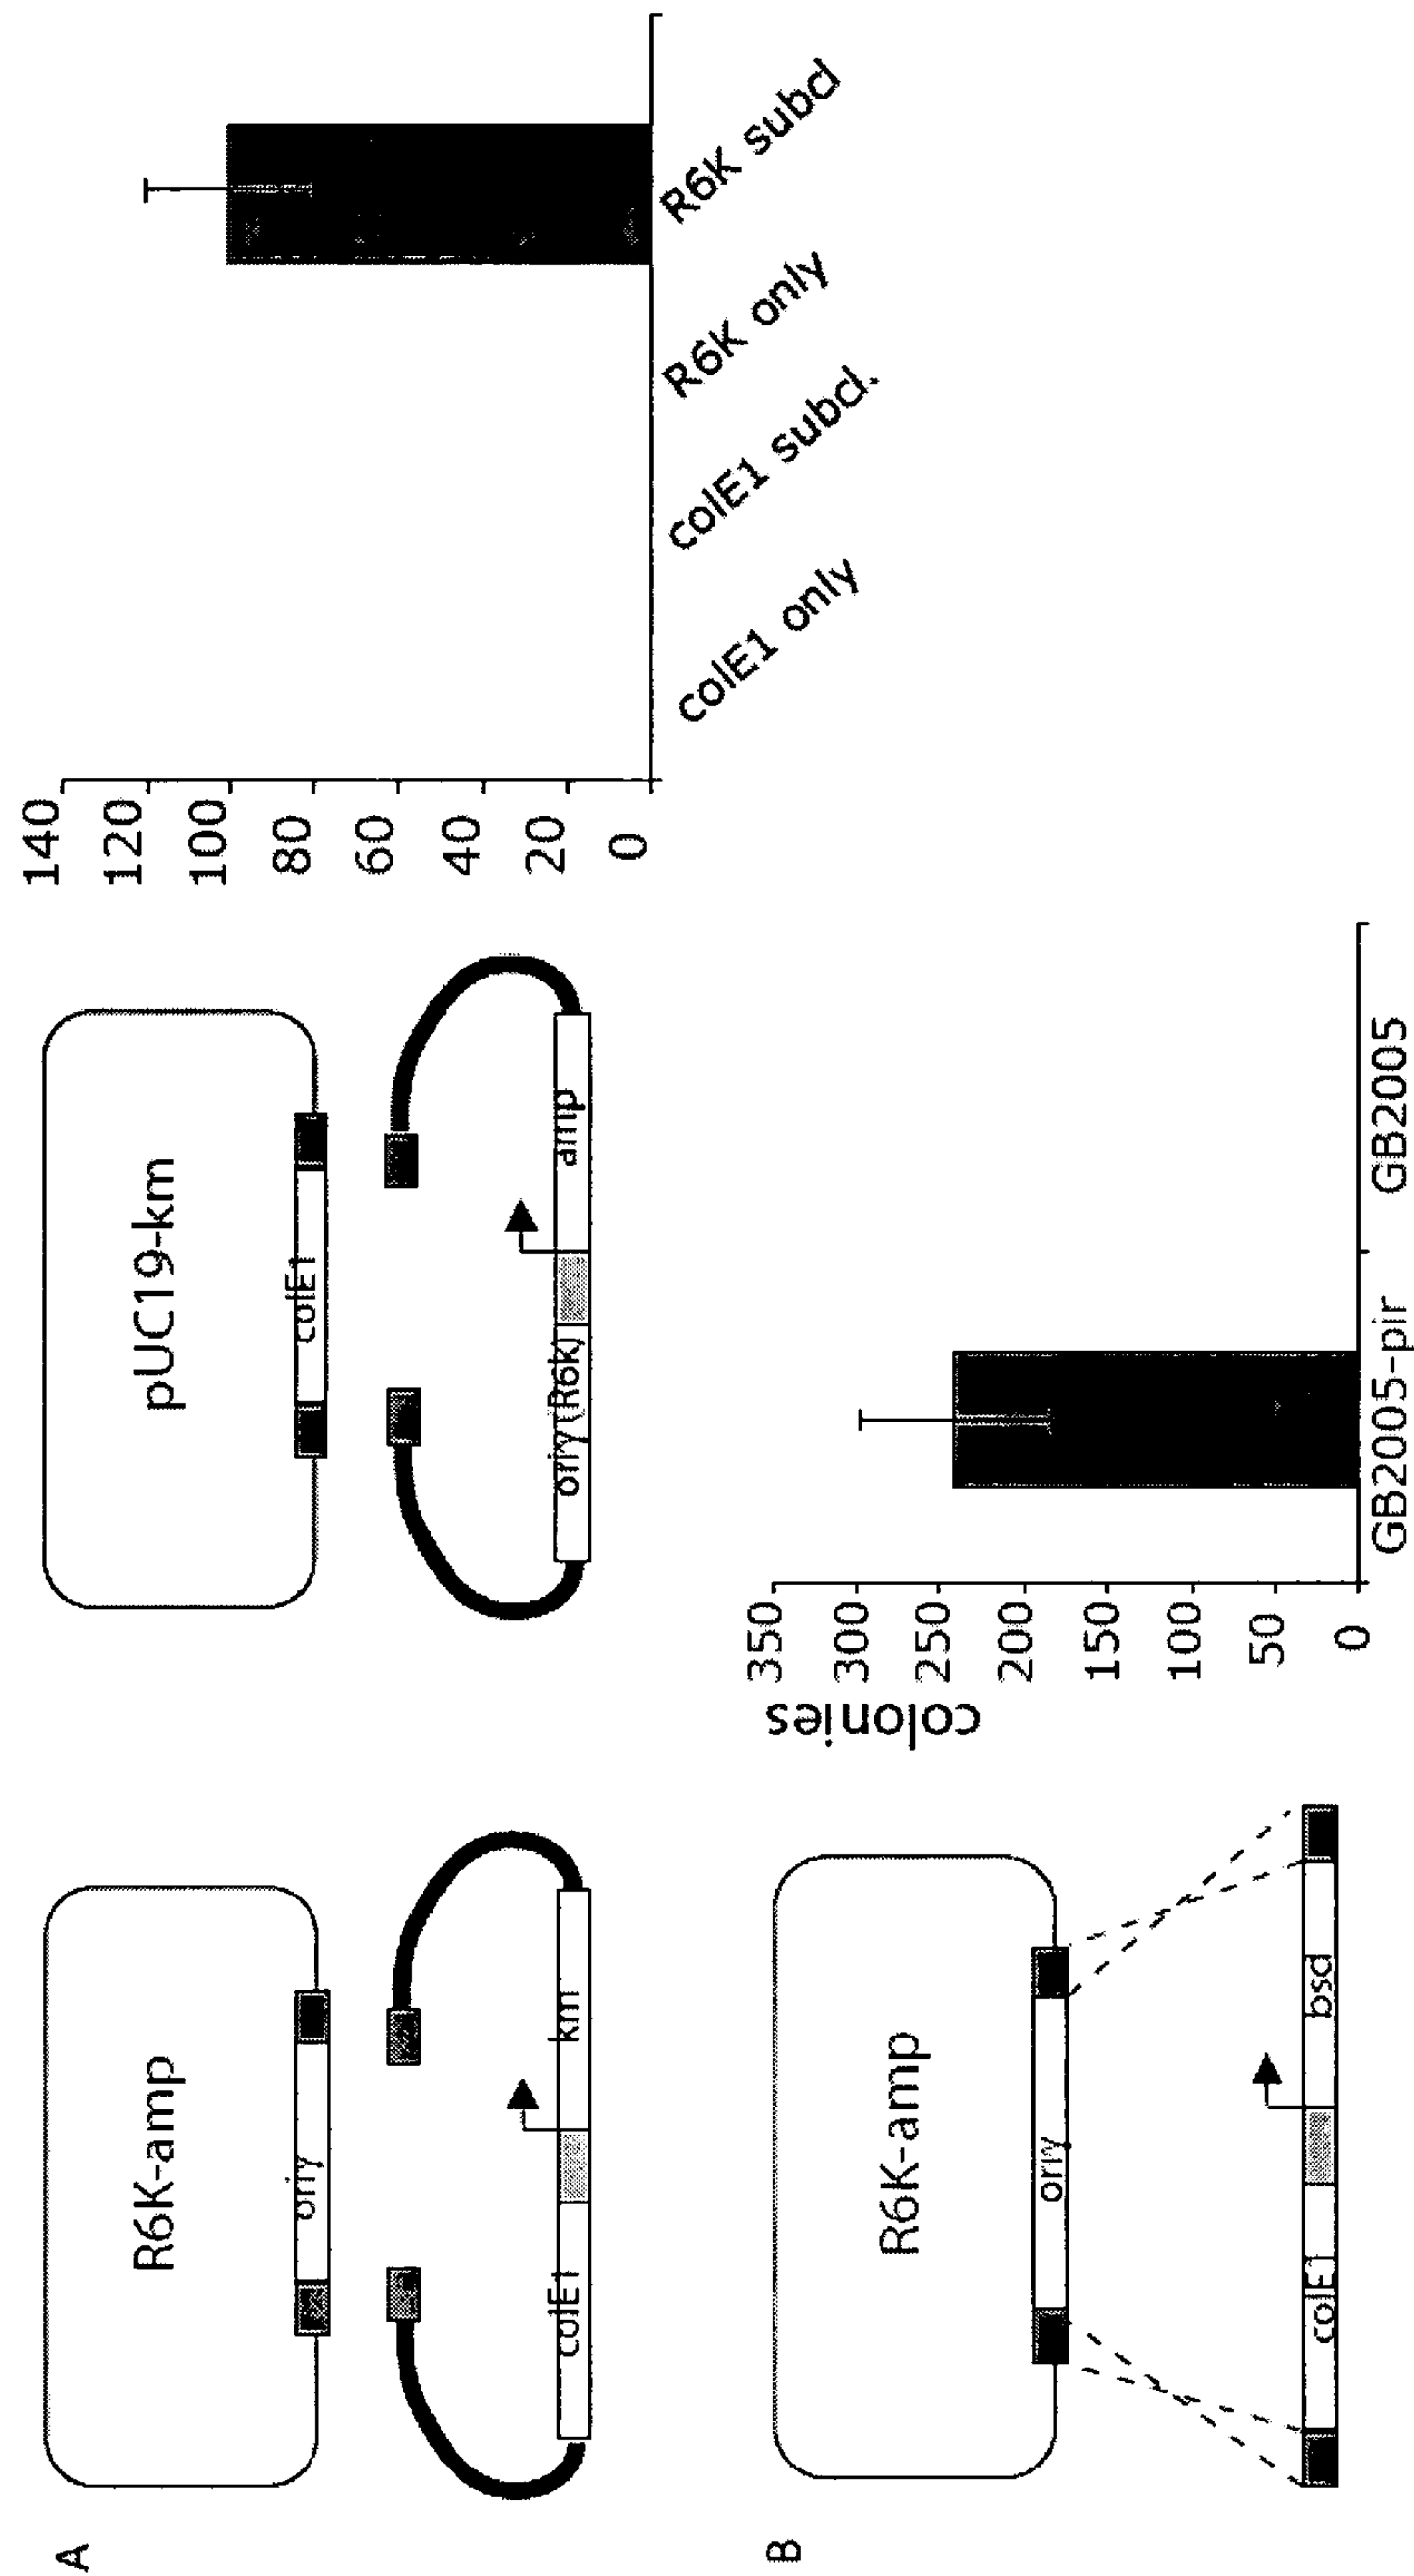 A
R6K-amp
oriγ
colE1
km
pUC19-km
colE1
oriγ(R6k)
amp
140
120
100
80
60
40
20
0
colE1 only
colE1 subcl.
R6K only
R6K subcl
B
R6K-amp
oriγ
colE1
bsd
colonies
350
300
250
200
150
100
50
0
GB2005-pir
GB2005